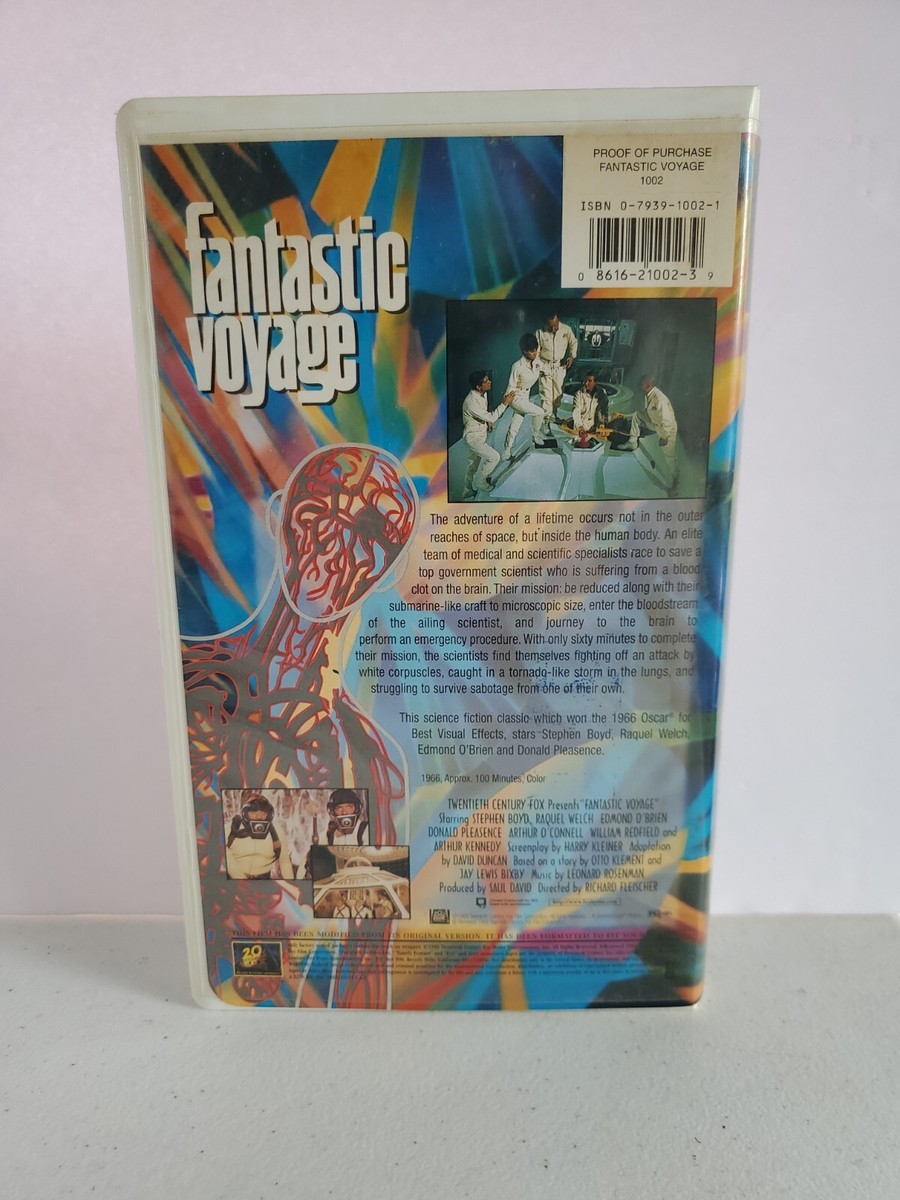 PROOF OF PURCHASE
FANTASTIC VOYAGE
1002
ISBN 0-7939-1002-1
0 8616-21002-3 9
fantastic
voyage
The adventure of a lifetime occurs not in the outer
reaches of space, but inside the human body. An elite
team of medical and scientific specialists race to save a
top government scientist who is suffering from a blood
clot on the brain. Their mission: be reduced along with their
submarine-like craft to microscopic size, enter the bloodstream
of the ailing scientist, and journey to the brain to
perform an emergency procedure. With only sixty minutes to complete
their mission, the scientists find themselves fighting off an attack by
white corpuscles, caught in a tornado-like storm in the lungs, and
struggling to survive sabotage from one of their own.
This science fiction classic which won the 1966 Oscar® for
Best Visual Effects, stars Stephen Boyd, Raquel Welch,
Edmond O'Brien and Donald Pleasence.
1966, Approx. 100 Minutes, Color
TWENTIETH CENTURY FOX Presents "FANTASTIC VOYAGE"
Starring STEPHEN BOYD, RAQUEL WELCH EDMOND O'BRIEN
DONALD PLEASENCE ARTHUR O'CONNELL WILLIAM REDFIELD and
ARTHUR KENNEDY Screenplay by HARRY KLEINER Adaptation
by DAVID DUNCAN Based on a story by OTTO KLEMENT and
JAY LEWIS BIXBY Music by LEONARD ROSENMAN
Produced by SAUL DAVID Directed by RICHARD FLEISCHER
THIS FILM HAS BEEN MODIFIED FROM ITS ORIGINAL VERSION. IT HAS BEEN FORMATTED TO FIT YOUR
20